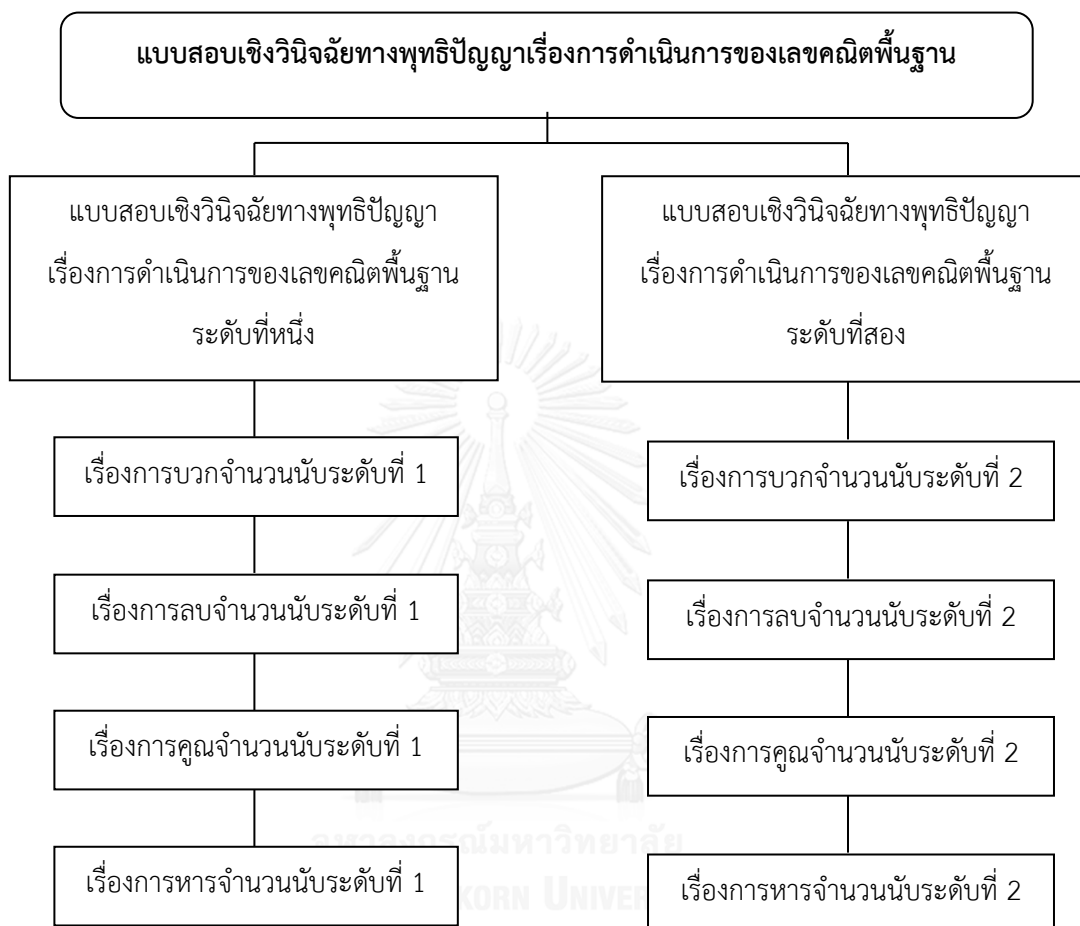 แบบสอบเชิงวินิจฉัยทางพุทธิปัญญาเรื่องการดำเนินการของเลขคณิตพื้นฐาน
แบบสอบเชิงวินิจฉัยทางพุทธิปัญญา
เรื่องการดำเนินการของเลขคณิตพื้นฐาน
ระดับที่หนึ่ง
เรื่องการบวกจำนวนนับระดับที่ 1
เรื่องการลบจำนวนนับระดับที่ 1
เรื่องการคูณจำนวนนับระดับที่ 1
เรื่องการหารจำนวนนับระดับที่ 1
แบบสอบเชิงวินิจฉัยทางพุทธิปัญญา
เรื่องการดำเนินการของเลขคณิตพื้นฐาน
ระดับที่สอง
เรื่องการบวกจำนวนนับระดับที่ 2
เรื่องการลบจำนวนนับระดับที่ 2
เรื่องการคูณจำนวนนับระดับที่ 2
เรื่องการหารจำนวนนับระดับที่ 2